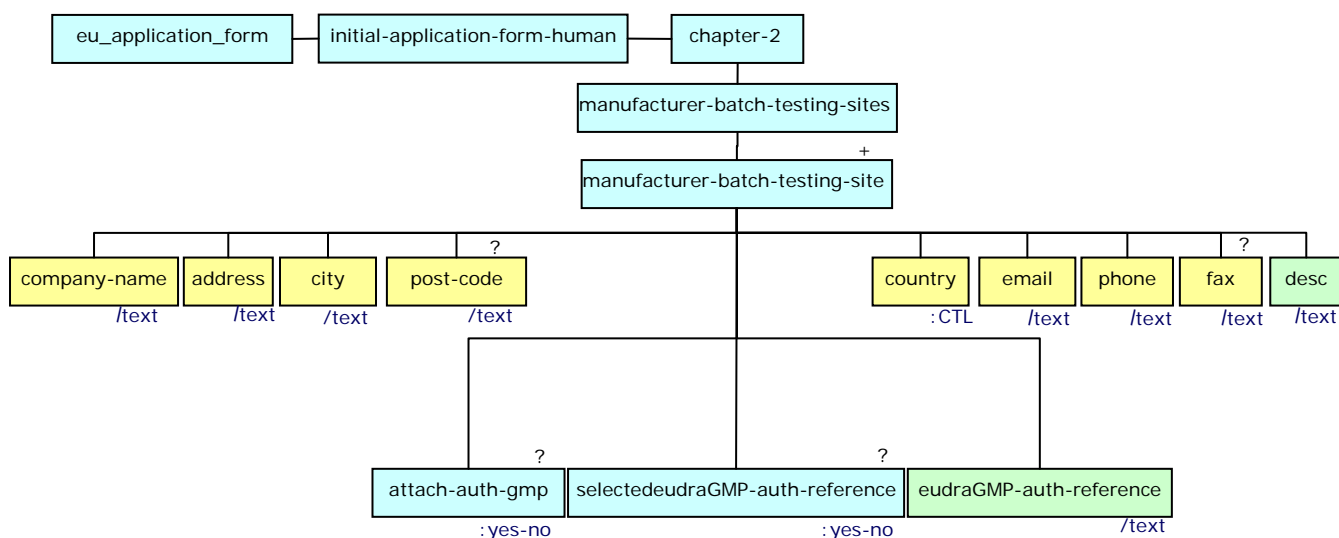 eu_application_form initial-application-form-human chapter-2
manufacturer-batch-testing-sites
+
manufacturer-batch-testing-site
? ?
company-name address city post-code country email phone fax desc
/text /text /text /text :CTL /text /text /text /text
? ?
attach-auth-gmp selectedeudraGMP-auth-reference eudraGMP-auth-reference
:yes-no :yes-no /text